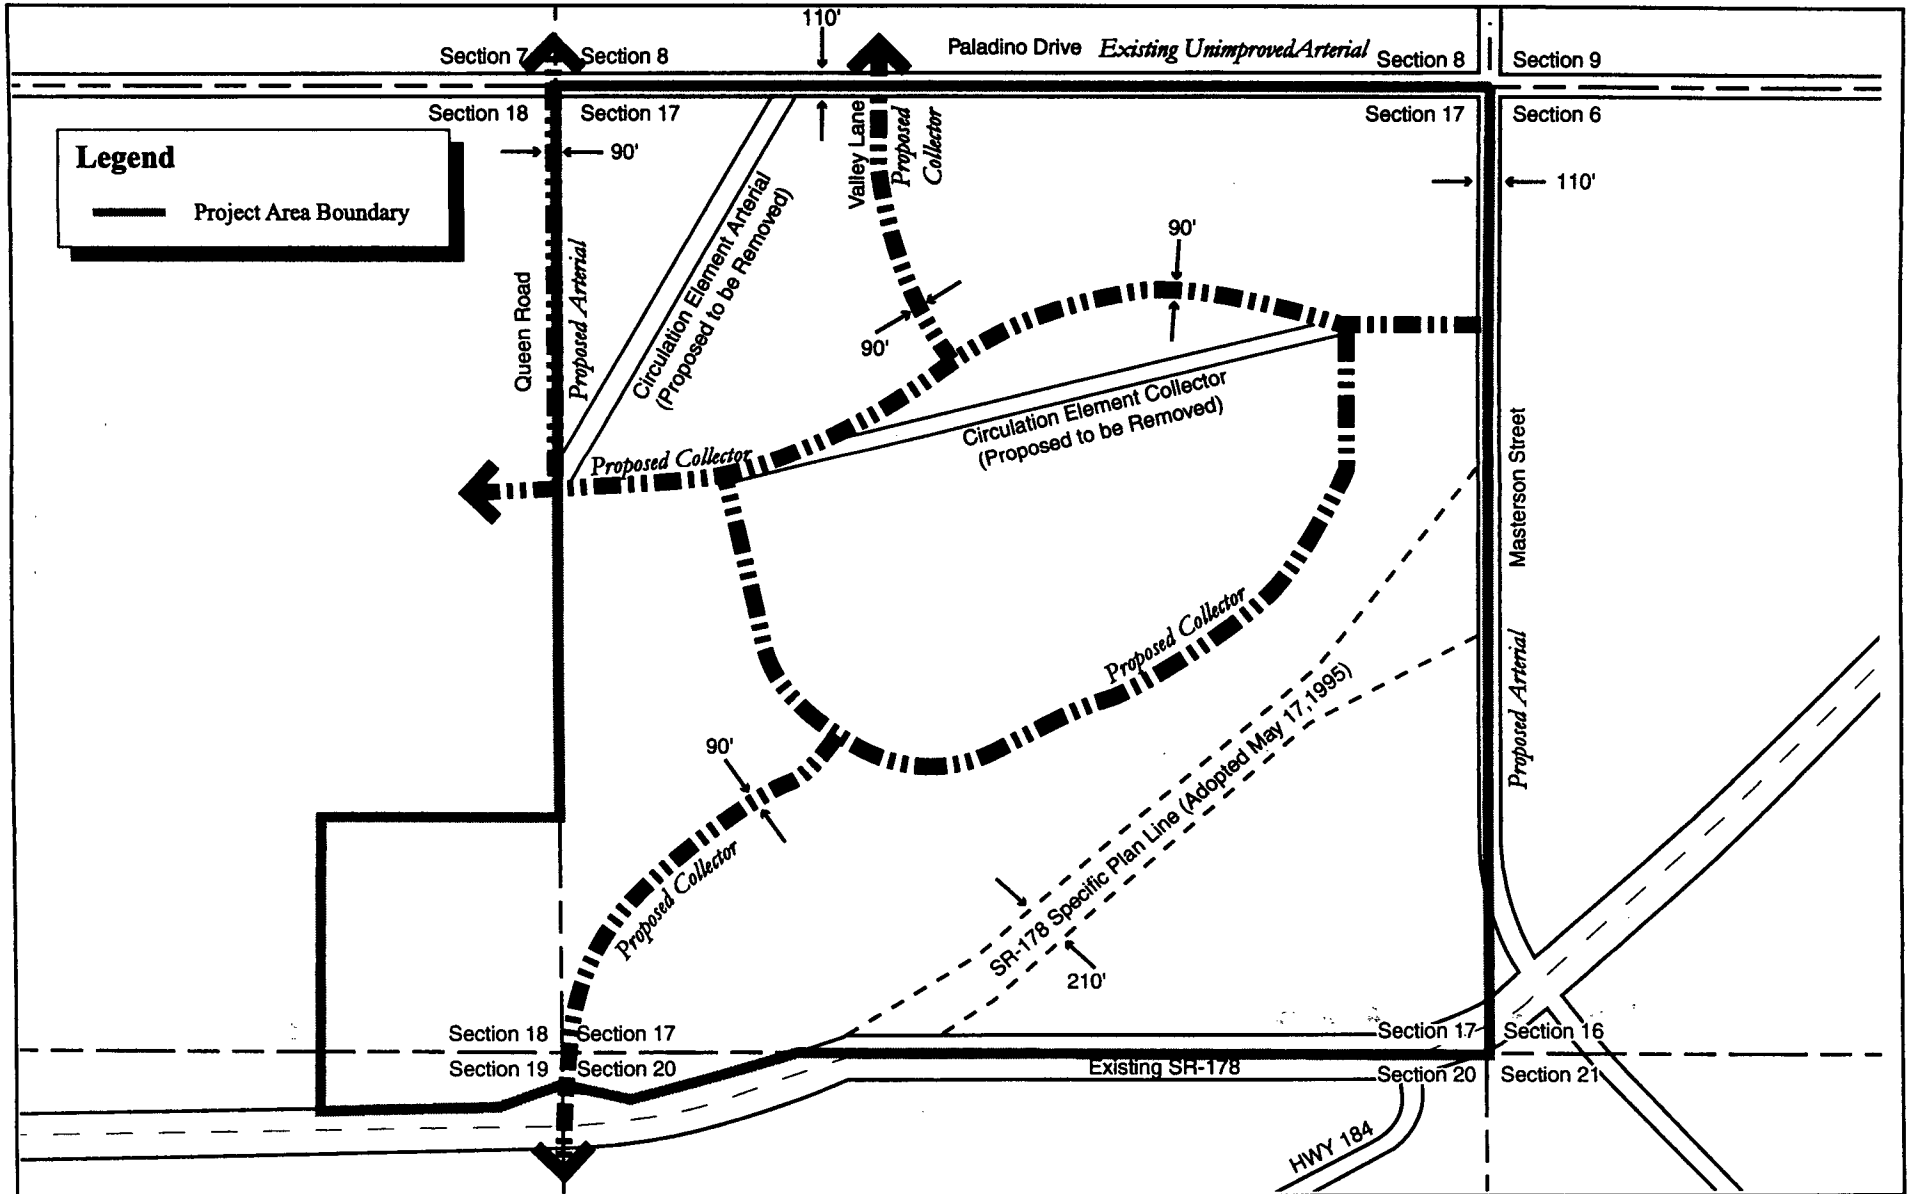 110'
Section 7
Section 8
Paladino Drive Existing Unimproved Arterial
Section 8
Section 9
Section 18
Section 17
Section 17
Section 6
Legend
Project Area Boundary
90'
Valley Lane
Proposed
Collector
110'
Queen Road
Proposed Arterial
Circulation Element Arterial
(Proposed to be Removed)
90'
90'
Circulation Element Collector
(Proposed to be Removed)
Proposed Collector
Masterson Street
Proposed Arterial
Proposed Collector
90'
Proposed Collector
SR-178 Specific Plan Line (Adopted May 17,1995)
210'
Section 18
Section 17
Section 17
Section 16
Section 19
Section 20
Existing SR-178
Section 20
Section 21
HWY 184